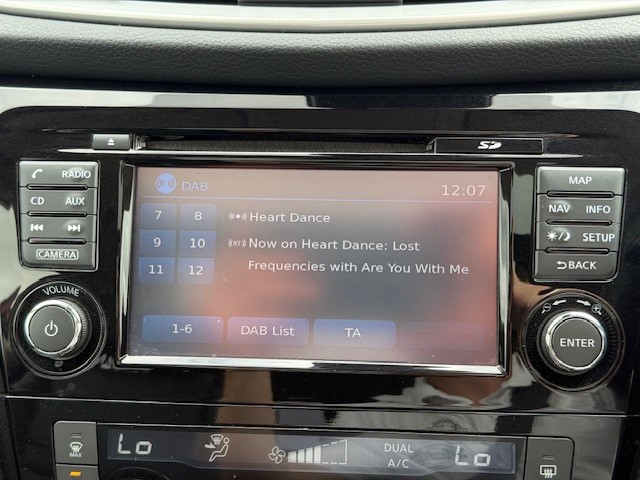 RADIO
CD AUX
CAMERA
VOLUME
SD
DAB 12:07
7 8 Heart Dance
9 10 RT Now on Heart Dance: Lost
Frequencies with Are You With Me
11 12
1-6 DAB List TA
MAP
NAV INFO
SETUP
BACK
ENTER
MAX
Lo DUAL Lo
A/C